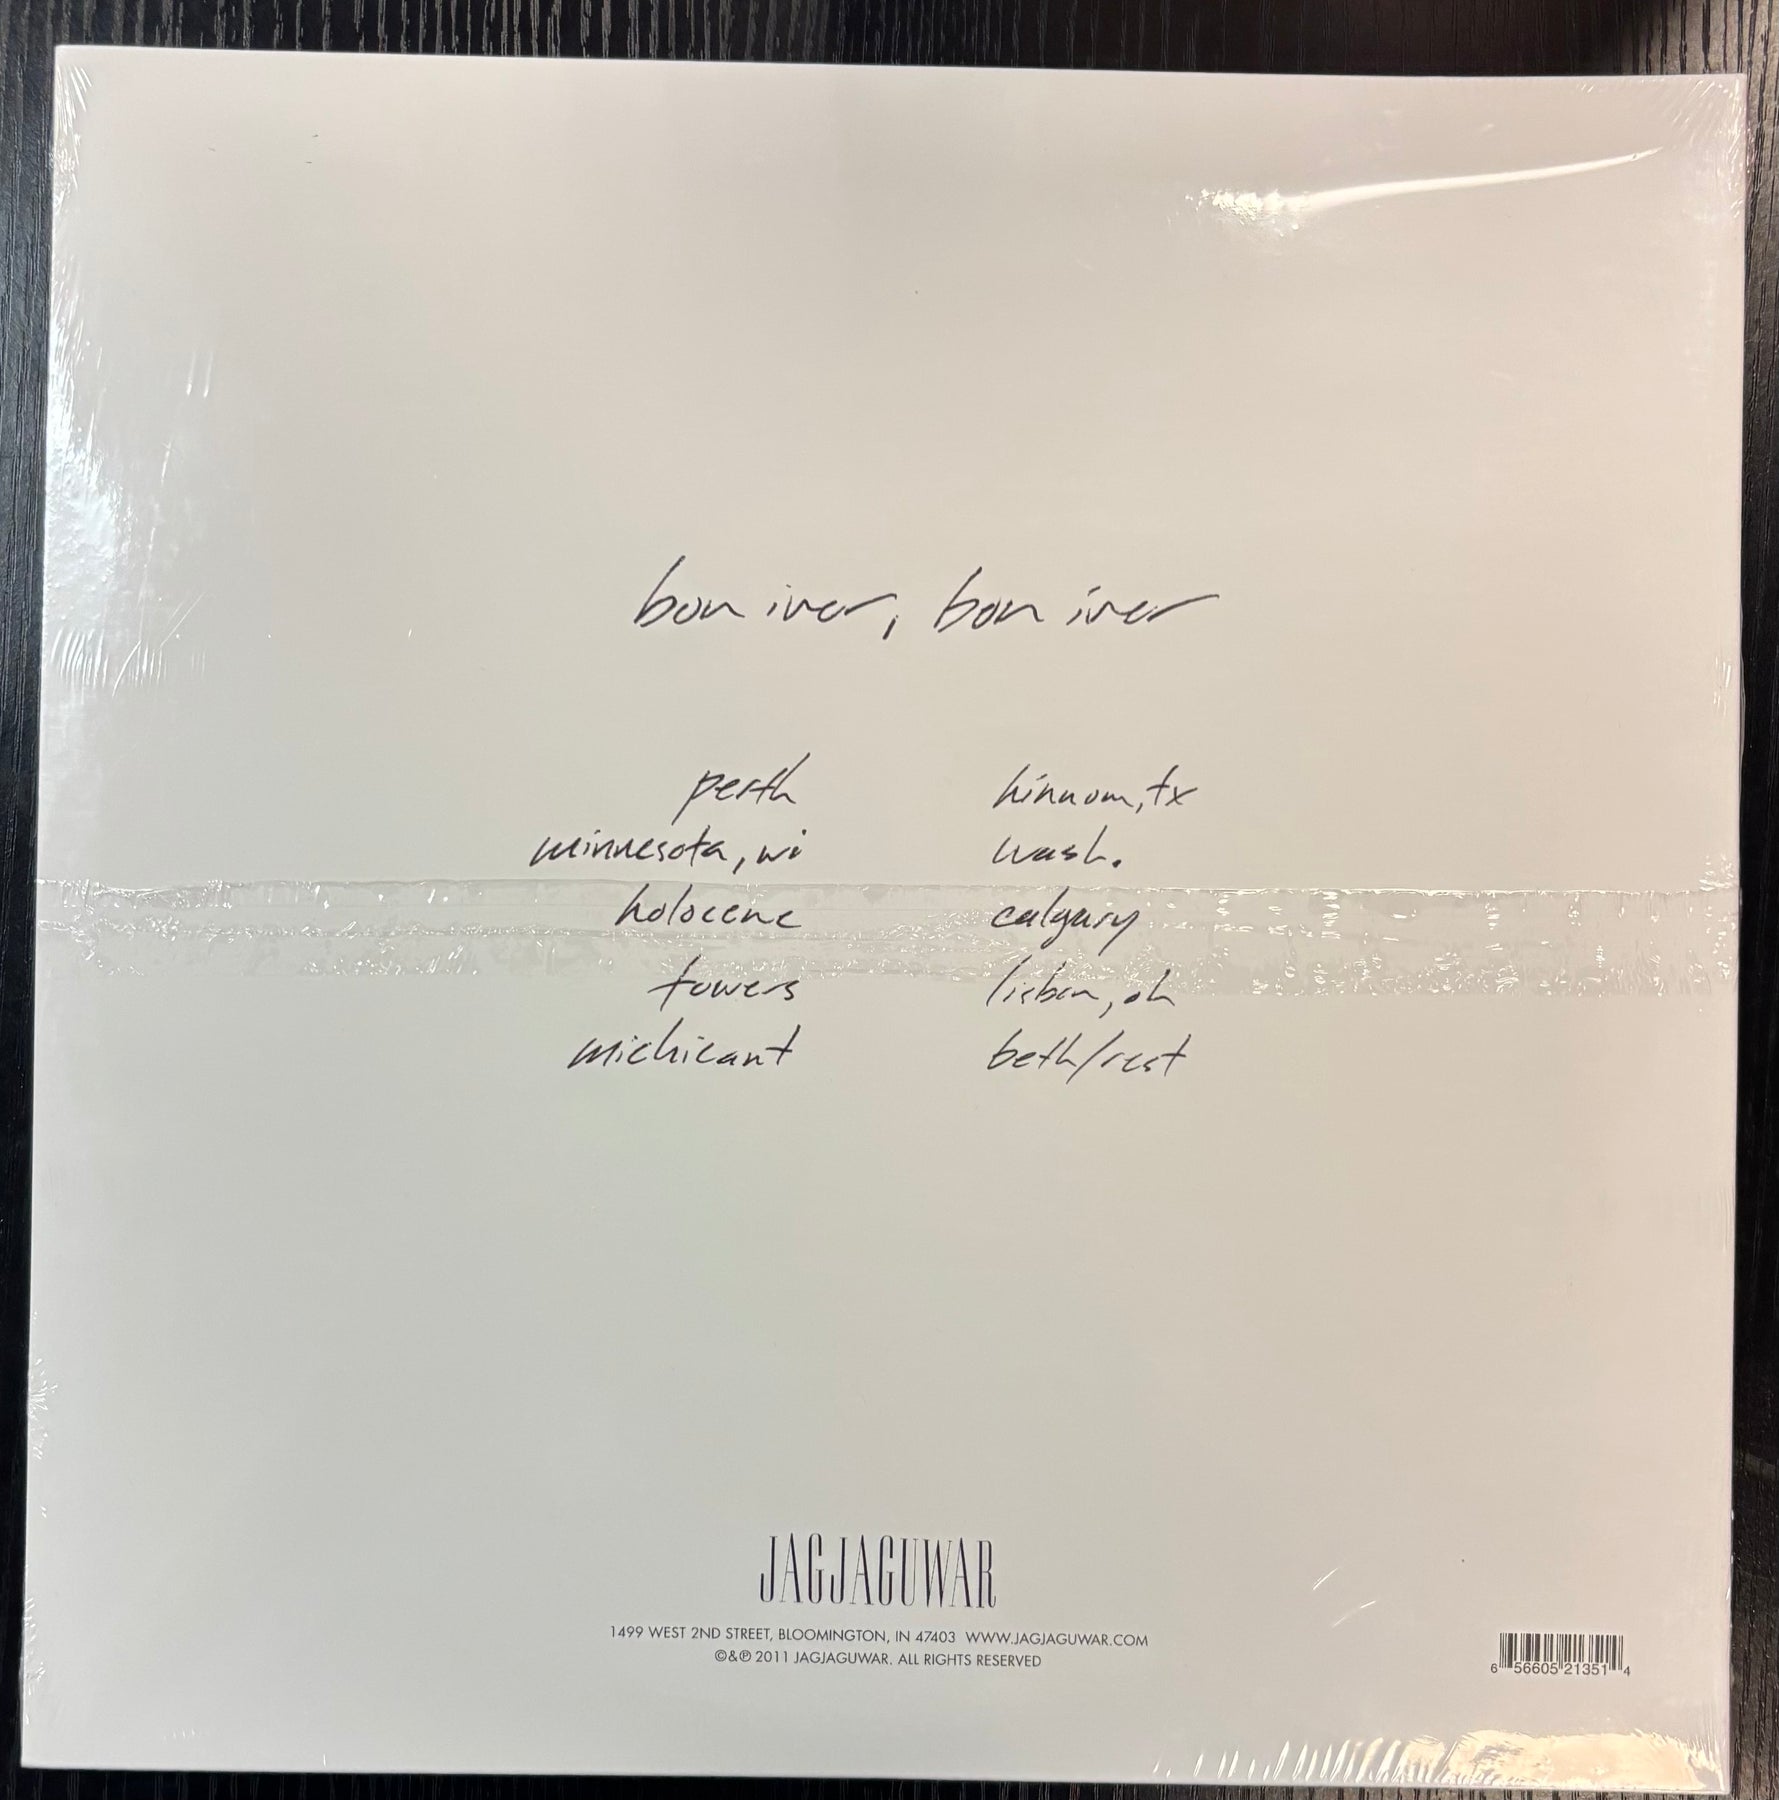 bon iver, bon iver
perth
minnesota, wi
holocene
towers
michicant
hinnom, tx
wash.
calgary
lisbon, oh
beth/rest
JAGJAGUWAR
1499 WEST 2ND STREET, BLOOMINGTON, IN 47403 WWW.JAGJAGUWAR.COM
©&℗ 2011 JAGJAGUWAR. ALL RIGHTS RESERVED
6 56605 21351 4